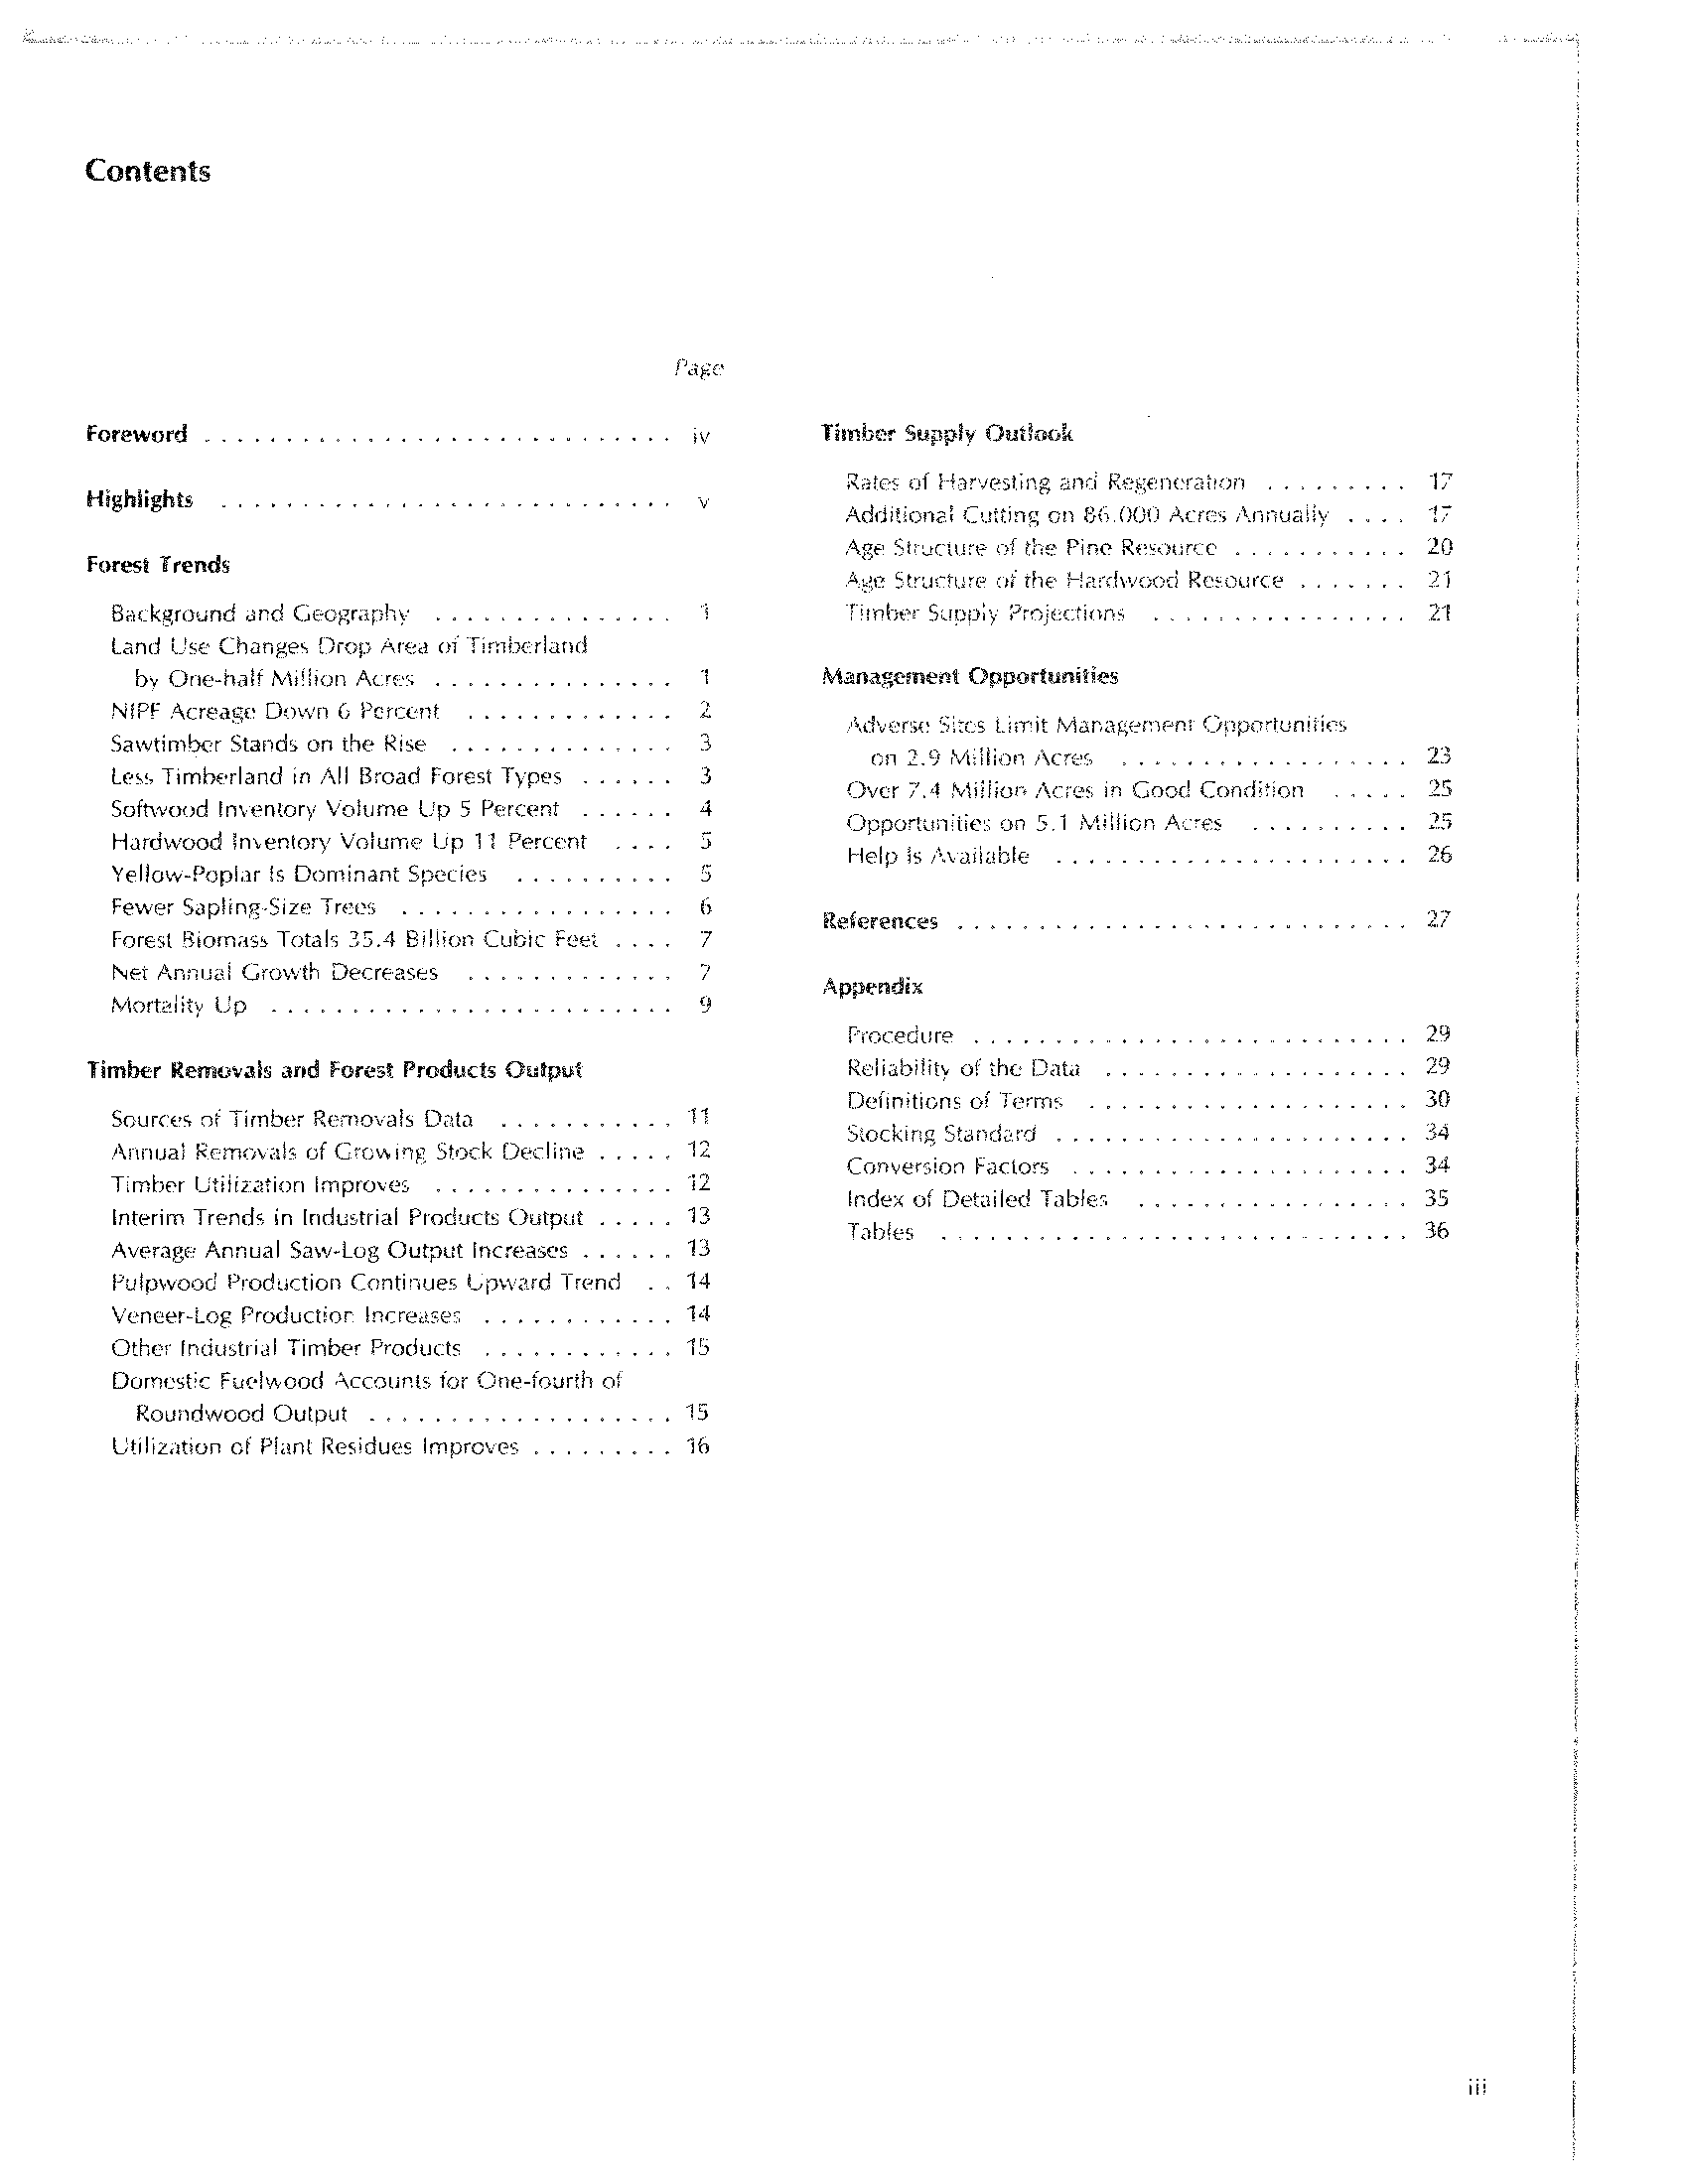 Contents
Page
Foreword . . . . . . . . . . . . . . . . . . . . . . . . . . . . . iv
Highlights . . . . . . . . . . . . . . . . . . . . . . . . . . . . v
Forest Trends
Background and Geography . . . . . . . . . . . . . . . 1
Land Use Changes Drop Area of Timberland
by One-half Million Acres . . . . . . . . . . . . . . . 1
NIPF Acreage Down 6 Percent . . . . . . . . . . . . . 2
Sawtimber Stands on the Rise . . . . . . . . . . . . . . 3
Less Timberland in All Broad Forest Types . . . . . . 3
Softwood Inventory Volume Up 5 Percent . . . . . . 4
Hardwood Inventory Volume Up 11 Percent . . . . 5
Yellow-Poplar Is Dominant Species . . . . . . . . . . 5
Fewer Sapling-Size Trees . . . . . . . . . . . . . . . . . 6
Forest Biomass Totals 35.4 Billion Cubic Feet . . . . 7
Net Annual Growth Decreases . . . . . . . . . . . . . 7
Mortality Up . . . . . . . . . . . . . . . . . . . . . . . . . 9
Timber Removals and Forest Products Output
Sources of Timber Removals Data . . . . . . . . . . . 11
Annual Removals of Growing Stock Decline . . . . . 12
Timber Utilization Improves . . . . . . . . . . . . . . . 12
Interim Trends in Industrial Products Output . . . . . 13
Average Annual Saw-Log Output Increases . . . . . . 13
Pulpwood Production Continues Upward Trend . . 14
Veneer-Log Production Increases . . . . . . . . . . . . 14
Other Industrial Timber Products . . . . . . . . . . . . 15
Domestic Fuelwood Accounts for One-fourth of
Roundwood Output . . . . . . . . . . . . . . . . . . . 15
Utilization of Plant Residues Improves . . . . . . . . . 16
Timber Supply Outlook
Rates of Harvesting and Regeneration . . . . . . . . . 17
Additional Cutting on 86,000 Acres Annually . . . . 17
Age Structure of the Pine Resource . . . . . . . . . . . 20
Age Structure of the Hardwood Resource . . . . . . . 21
Timber Supply Projections . . . . . . . . . . . . . . . . 21
Management Opportunities
Adverse Sites Limit Management Opportunities
on 2.9 Million Acres . . . . . . . . . . . . . . . . . . 23
Over 7.4 Million Acres in Good Condition . . . . . 25
Opportunities on 5.1 Million Acres . . . . . . . . . . 25
Help Is Available . . . . . . . . . . . . . . . . . . . . . . 26
References . . . . . . . . . . . . . . . . . . . . . . . . . . . . 27
Appendix
Procedure . . . . . . . . . . . . . . . . . . . . . . . . . . . 29
Reliability of the Data . . . . . . . . . . . . . . . . . . . 29
Definitions of Terms . . . . . . . . . . . . . . . . . . . . 30
Stocking Standard . . . . . . . . . . . . . . . . . . . . . . 34
Conversion Factors . . . . . . . . . . . . . . . . . . . . . 34
Index of Detailed Tables . . . . . . . . . . . . . . . . . 35
Tables . . . . . . . . . . . . . . . . . . . . . . . . . . . . . 36
iii